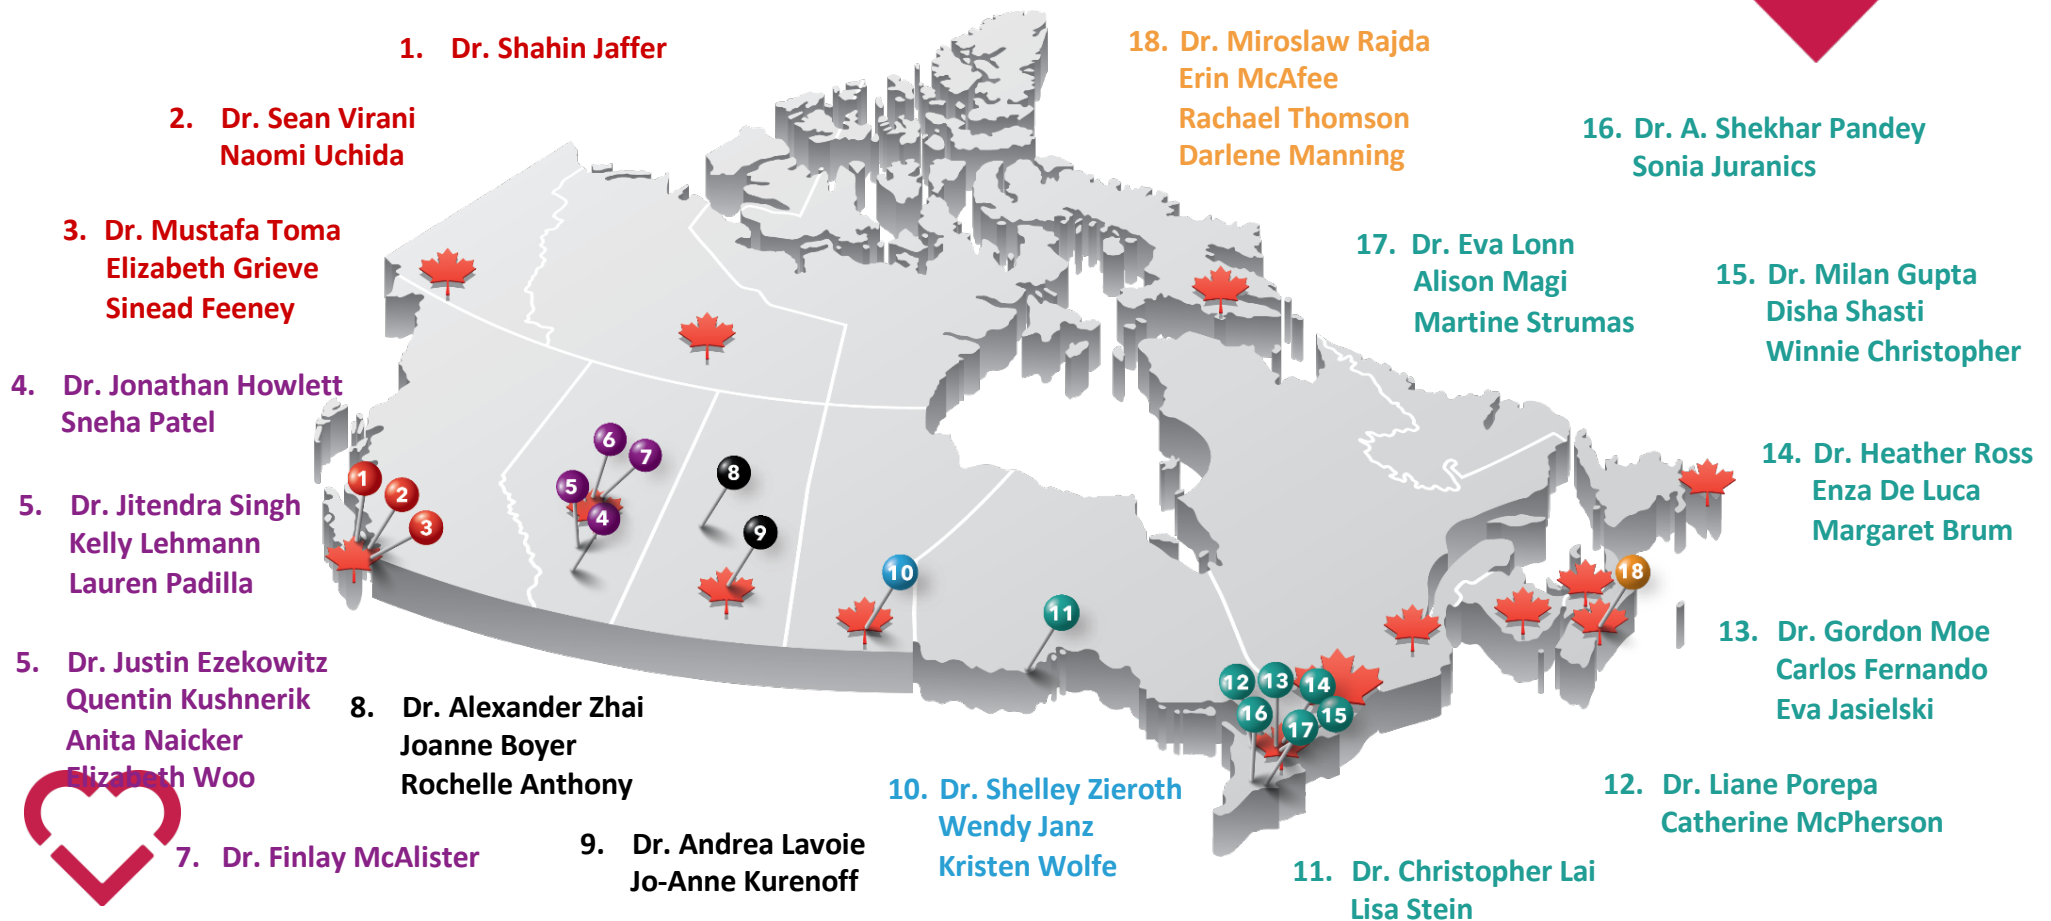 1. Dr. Shahin Jaffer
2. Dr. Sean Virani
Naomi Uchida
3. Dr. Mustafa Toma
Elizabeth Grieve
Sinead Feeney
4. Dr. Jonathan Howlett
Sneha Patel
5. Dr. Jitendra Singh
Kelly Lehmann
Lauren Padilla
5. Dr. Justin Ezekowitz
Quentin Kushnerik
Anita Naicker
Elizabeth Woo
7. Dr. Finlay McAlister
8. Dr. Alexander Zhai
Joanne Boyer
Rochelle Anthony
9. Dr. Andrea Lavoie
Jo-Anne Kurenoff
10. Dr. Shelley Zieroth
Wendy Janz
Kristen Wolfe
11. Dr. Christopher Lai
Lisa Stein
12. Dr. Liane Porepa
Catherine McPherson
13. Dr. Gordon Moe
Carlos Fernando
Eva Jasielski
14. Dr. Heather Ross
Enza De Luca
Margaret Brum
15. Dr. Milan Gupta
Disha Shasti
Winnie Christopher
16. Dr. A. Shekhar Pandey
Sonia Juranics
17. Dr. Eva Lonn
Alison Magi
Martine Strumas
18. Dr. Miroslaw Rajda
Erin McAfee
Rachael Thomson
Darlene Manning
1
2
3
4
5
6
7
8
9
10
11
12
13
14
15
16
17
18